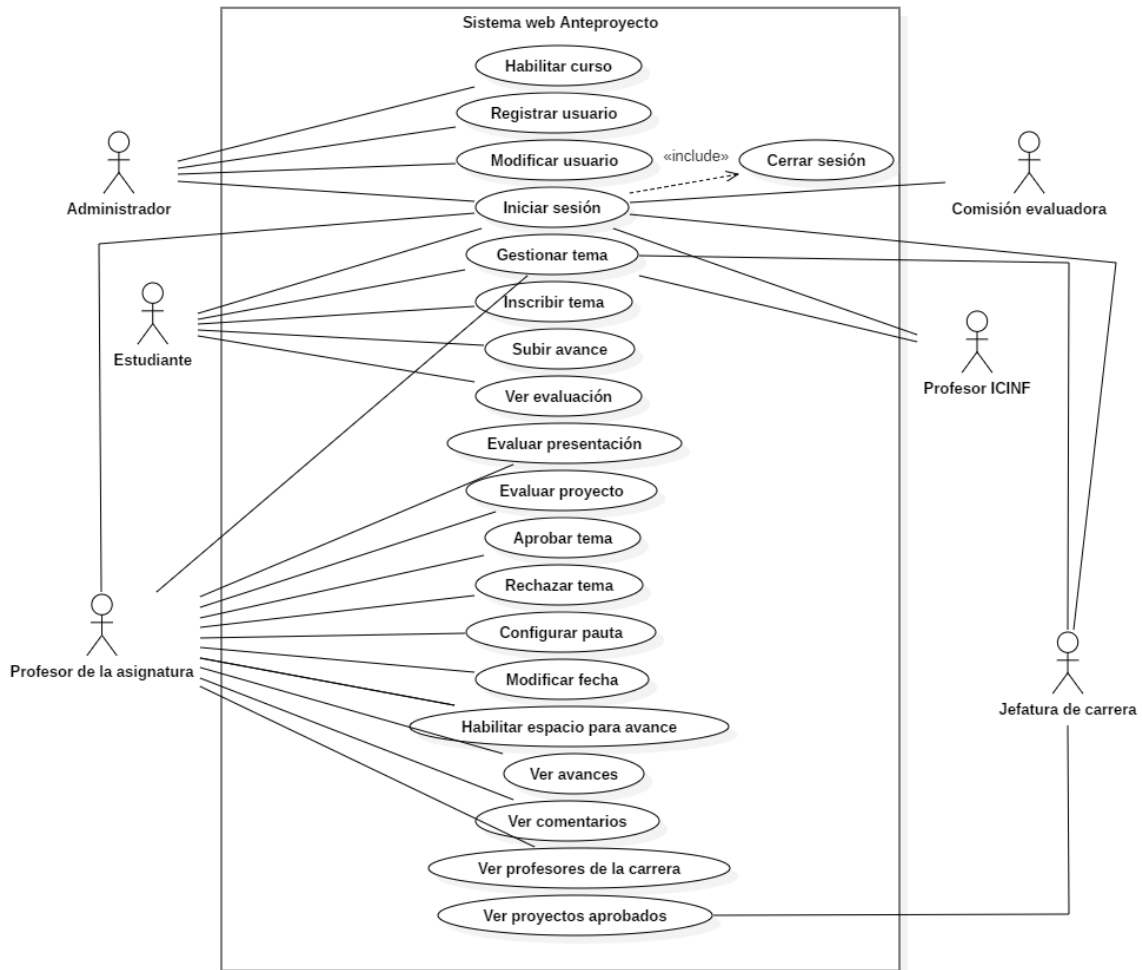 Sistema web Anteproyecto
Habilitar curso
Registrar usuario
Modificar usuario
«include»
Cerrar sesión
Administrador
Iniciar sesión
Comisión evaluadora
Gestionar tema
Inscribir tema
Estudiante
Subir avance
Profesor ICINF
Ver evaluación
Evaluar presentación
Evaluar proyecto
Aprobar tema
Rechazar tema
Configurar pauta
Profesor de la asignatura
Modificar fecha
Jefatura de carrera
Habilitar espacio para avance
Ver avances
Ver comentarios
Ver profesores de la carrera
Ver proyectos aprobados